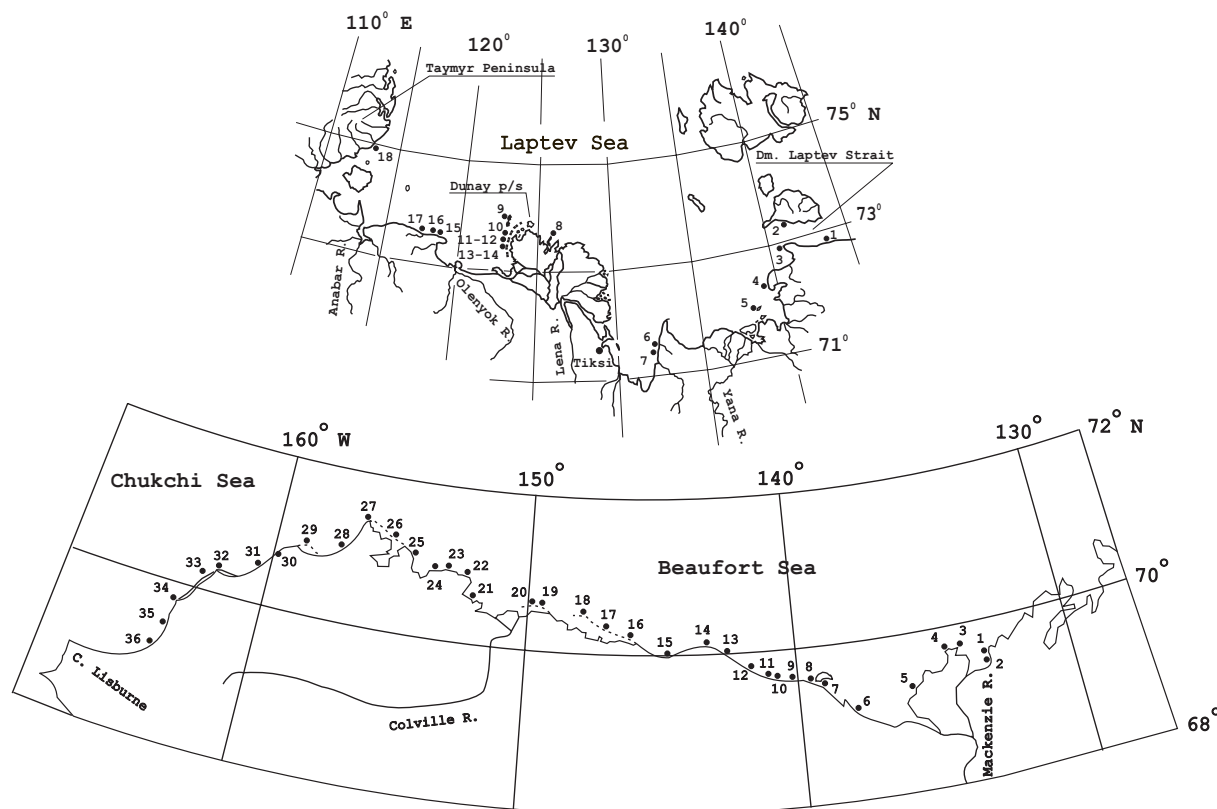 110° E
120°
130°
140°
Taymyr Peninsula
75° N
Laptev Sea
Dm. Laptev Strait
18
Dunay p/s
9
73°
17 16 15
10
8
2
1
11-12
3
13-14
Anabar R.
Olenyok R.
4
5
Lena R.
6
Tiksi
7
71°
Yana R.
160° W
130°
72° N
Chukchi Sea
150°
140°
27
29
28
26
25
33 32 31
30
23
22
24
Beaufort Sea
70°
34
21
20 19
18
35
17
36
16
14
13
4 3 1
15
2
C. Lisburne
12 11 9 8
10
7
5
6
Mackenzie R.
Colville R.
68°